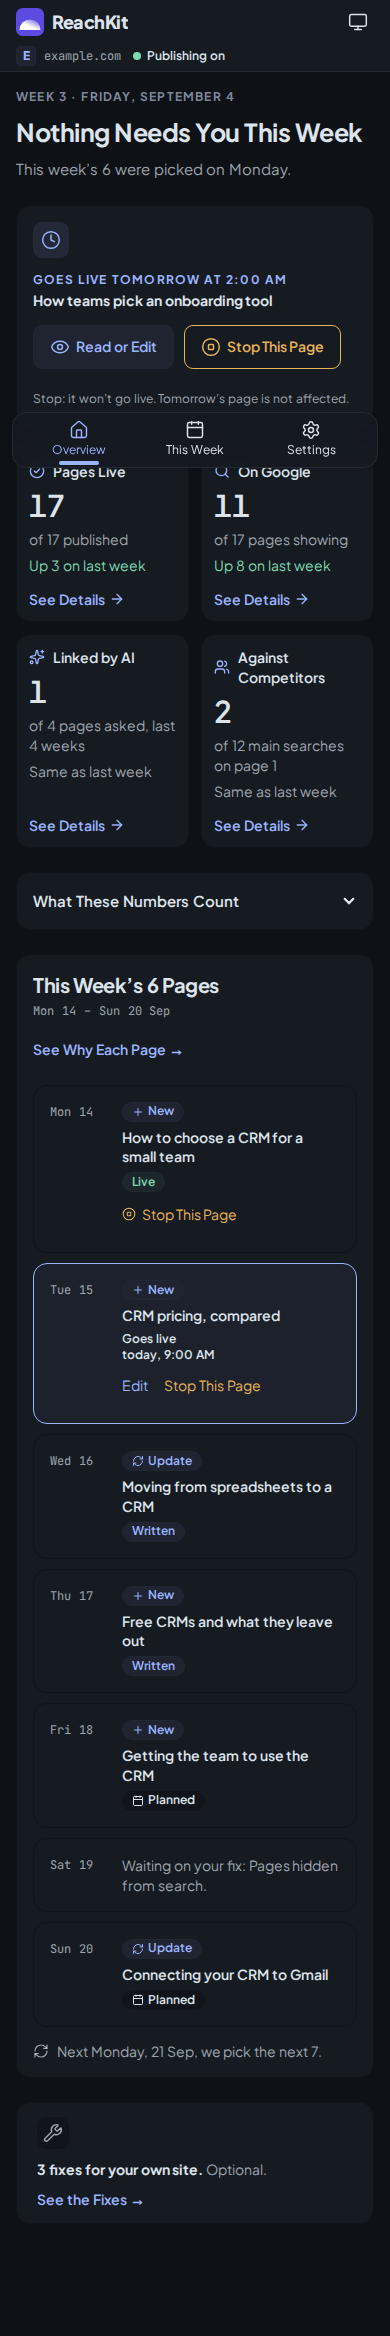 ReachKit
E example.com Publishing on
WEEK 3 · FRIDAY, SEPTEMBER 4
Nothing Needs You This Week
This week's 6 were picked on Monday.
GOES LIVE TOMORROW AT 2:00 AM
How teams pick an onboarding tool
Read or Edit
Stop This Page
Stop: it won't go live. Tomorrow's page is not affected.
Overview
This Week
Settings
Pages Live
17
of 17 published
Up 3 on last week
See Details →
On Google
11
of 17 pages showing
Up 8 on last week
See Details →
Linked by AI
1
of 4 pages asked, last
4 weeks
Same as last week
See Details →
Against
Competitors
2
of 12 main searches
on page 1
Same as last week
See Details →
What These Numbers Count
This Week's 6 Pages
Mon 14 – Sun 20 Sep
See Why Each Page →
Mon 14
+ New
How to choose a CRM for a
small team
Live
Stop This Page
Tue 15
+ New
CRM pricing, compared
Goes live
today, 9:00 AM
Edit Stop This Page
Wed 16
Update
Moving from spreadsheets to a
CRM
Written
Thu 17
+ New
Free CRMs and what they leave
out
Written
Fri 18
+ New
Getting the team to use the
CRM
Planned
Sat 19
Waiting on your fix: Pages hidden
from search.
Sun 20
Update
Connecting your CRM to Gmail
Planned
Next Monday, 21 Sep, we pick the next 7.
3 fixes for your own site. Optional.
See the Fixes →